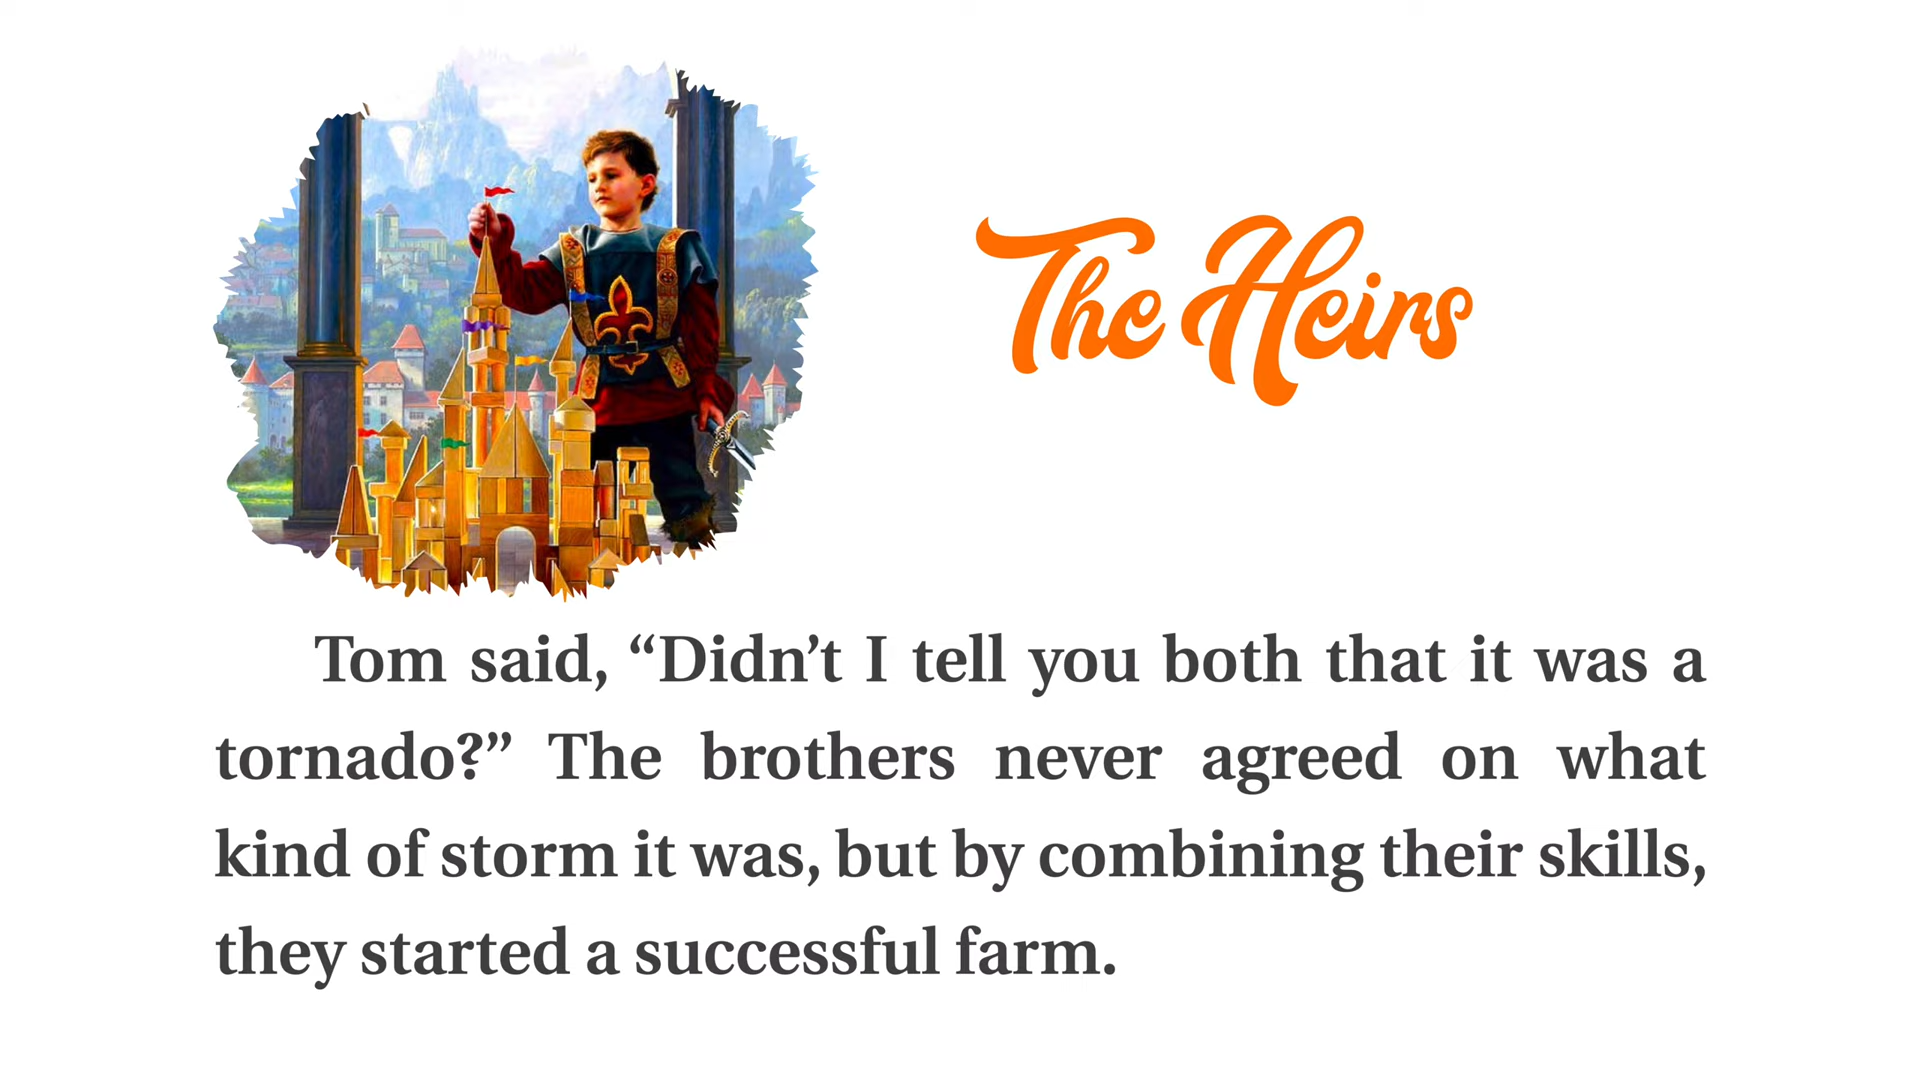 The Heirs
Tom said, “Didn’t I tell you both that it was a
tornado?” The brothers never agreed on what
kind of storm it was, but by combining their skills,
they started a successful farm.